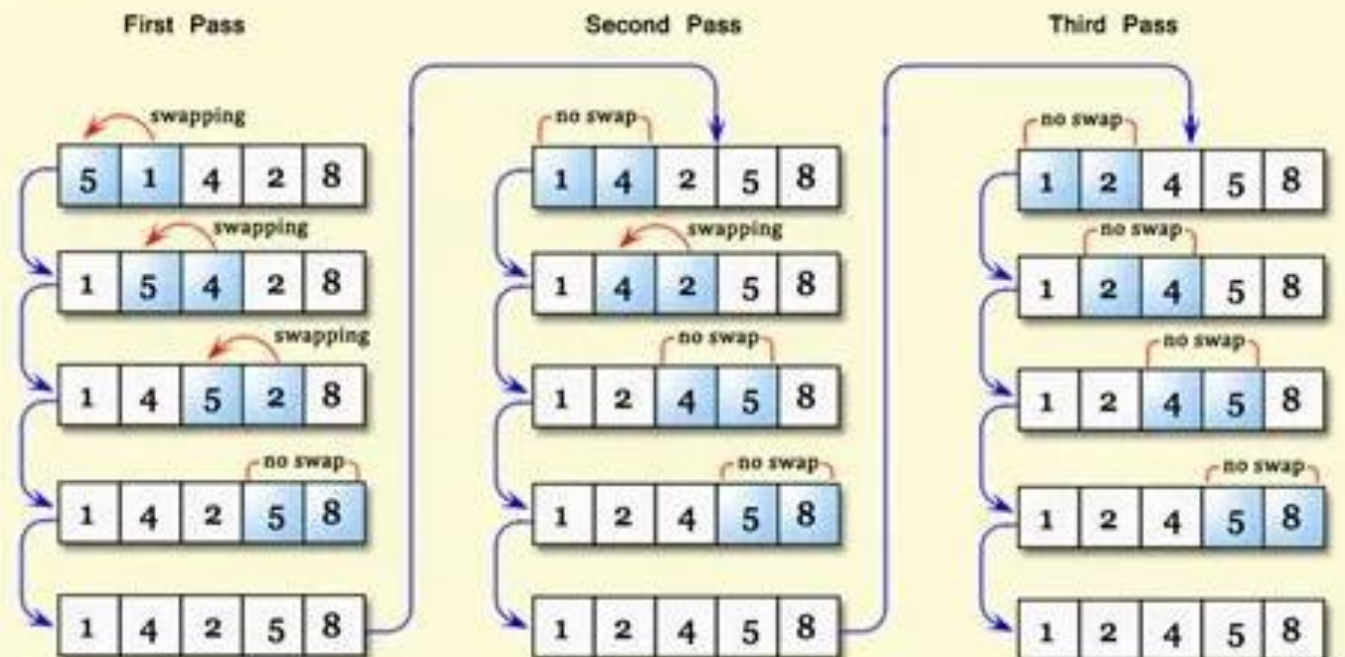 First Pass
swapping
5 1 4 2 8
swapping
1 5 4 2 8
swapping
1 4 5 2 8
no swap
1 4 2 5 8
1 4 2 5 8
Second Pass
no swap
1 4 2 5 8
swapping
1 4 2 5 8
no swap
1 2 4 5 8
no swap
1 2 4 5 8
1 2 4 5 8
Third Pass
no swap
1 2 4 5 8
no swap
1 2 4 5 8
no swap
1 2 4 5 8
no swap
1 2 4 5 8
1 2 4 5 8